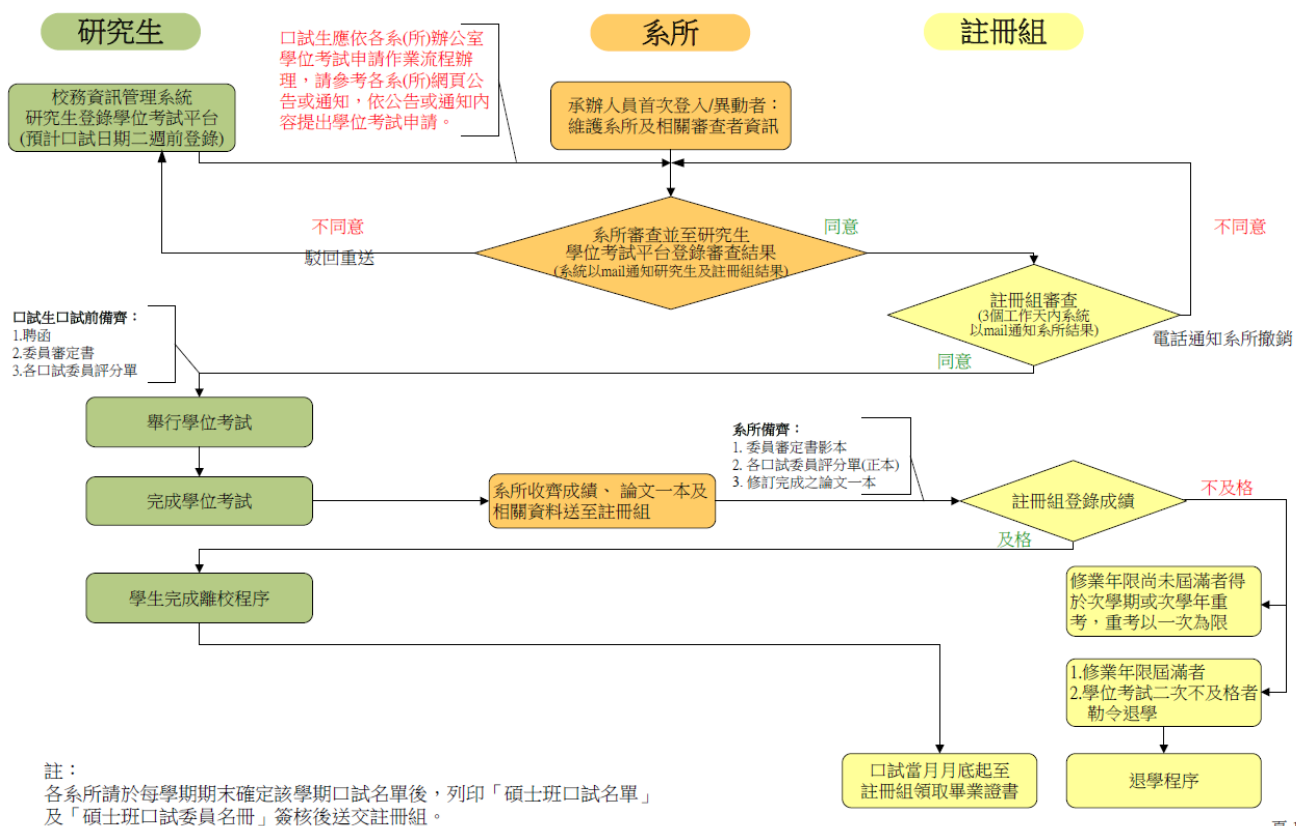 研究生
系所
註冊組
口試生應依各系(所)辦公室
學位考試申請作業流程辦
理，請參考各系(所)網頁公
告或通知，依公告或通知內
容提出學位考試申請。
校務資訊管理系統
研究生登錄學位考試平台
(預計口試日期二週前登錄)
承辦人員首次登入/異動者：
維護系所及相關審查者資訊
不同意
駁回重送
系所審查並至研究生
學位考試平台登錄審查結果
(系統以mail通知研究生及註冊組結果)
同意
不同意
註冊組審查
(3個工作天內系統
以mail通知系所結果)
電話通知系所撤銷
同意
口試生口試前備齊：
1.聘函
2.委員審定書
3.各口試委員評分單
舉行學位考試
完成學位考試
系所收齊成績、論文一本及
相關資料送至註冊組
系所備齊：
1. 委員審定書影本
2. 各口試委員評分單(正本)
3. 修訂完成之論文一本
註冊組登錄成績
不及格
及格
學生完成離校程序
修業年限尚未屆滿者得
於次學期或次學年重
考，重考以一次為限
1.修業年限屆滿者
2.學位考試二次不及格者
勒令退學
口試當月月底起至
註冊組領取畢業證書
退學程序
註：
各系所請於每學期期末確定該學期口試名單後，列印「碩士班口試名單」
及「碩士班口試委員名冊」簽核後送交註冊組。